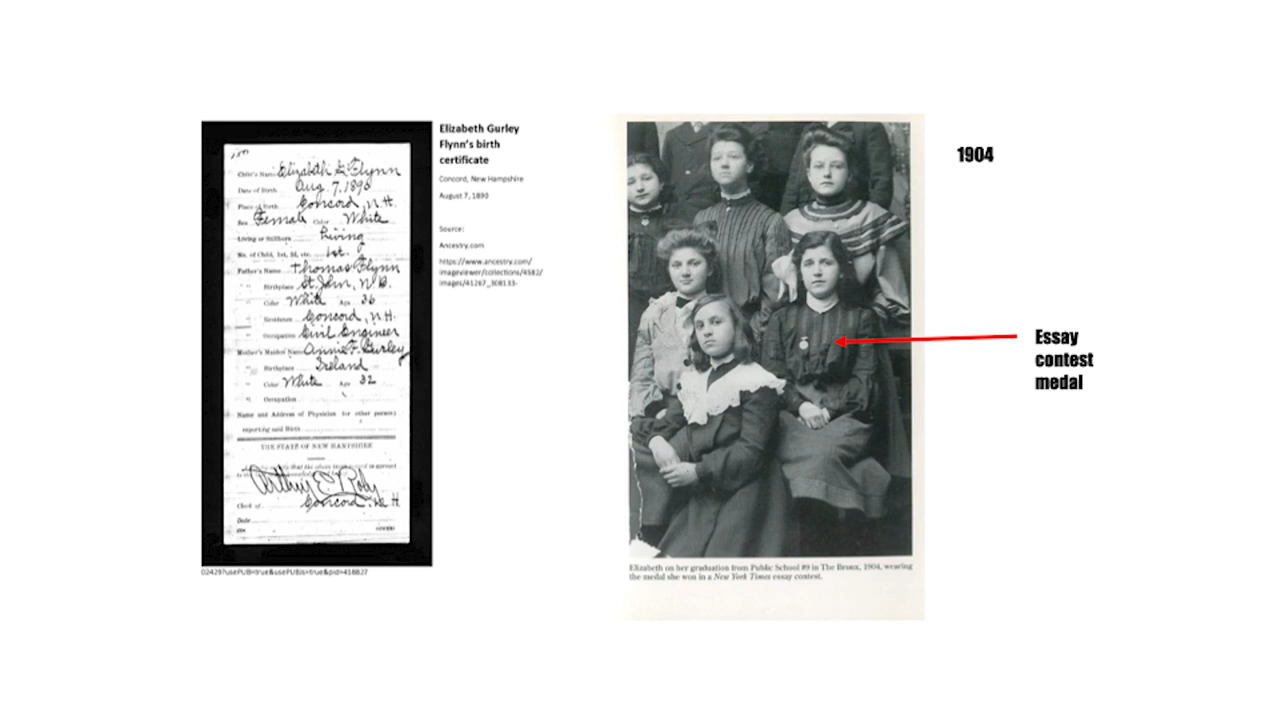 Child's Name Elizabeth G Flynn
Date of Birth Aug. 7, 1890
Place of Birth Concord, N.H.
Sex Female Color White
Living or Stillborn Living
No. of Child, 1st, 2d, etc. 1st.
Father's Name Thomas Flynn
" Birthplace St. John, N.B.
" Color White Age 36
" Residence Concord, N.H.
" Occupation Civil Engineer
Mother's Maiden Name Annie F. Gurley
" Birthplace Ireland
" Color White Age 32
" Occupation
Name and Address of Physician (or other person)
reporting said Birth
THE STATE OF NEW HAMPSHIRE
Arthur E. Roby
Clerk of Concord, N.H.
Date
02429?usePUB=true&usePUBJs=true&pId=418827
Elizabeth Gurley
Flynn's birth
certificate
Concord, New Hampshire
August 7, 1890
Source:
Ancestry.com
https://www.ancestry.com/
imageviewer/collections/4582/
images/41267_308133-
Elizabeth on her graduation from Public School #9 in The Bronx, 1904, wearing
the medal she won in a New York Times essay contest.
1904
Essay
contest
medal